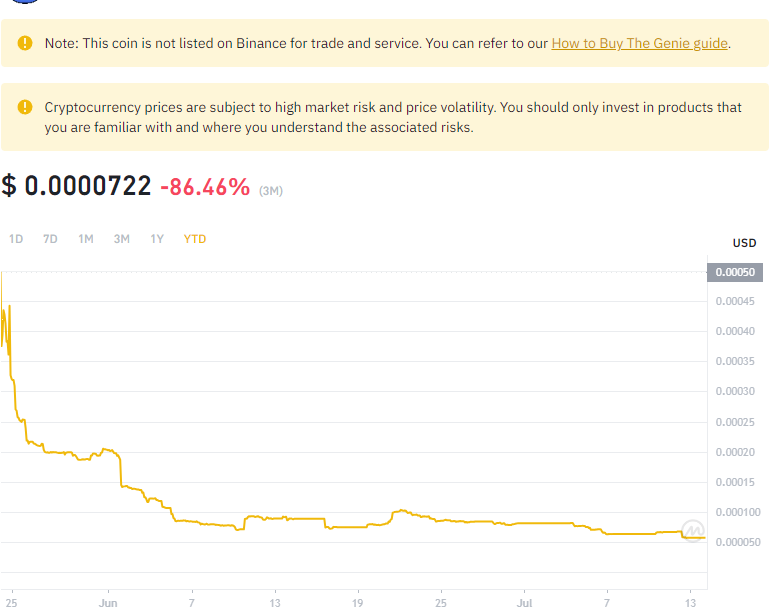 Note: This coin is not listed on Binance for trade and service. You can refer to our How to Buy The Genie guide.
Cryptocurrency prices are subject to high market risk and price volatility. You should only invest in products that
you are familiar with and where you understand the associated risks.
$ 0.0000722 -86.46% (3M)
1D 7D 1M 3M 1Y YTD
USD
0.00050
0.00045
0.00040
0.00035
0.00030
0.00025
0.00020
0.00015
0.000100
0.000050
25 Jun 7 13 19 25 Jul 7 13